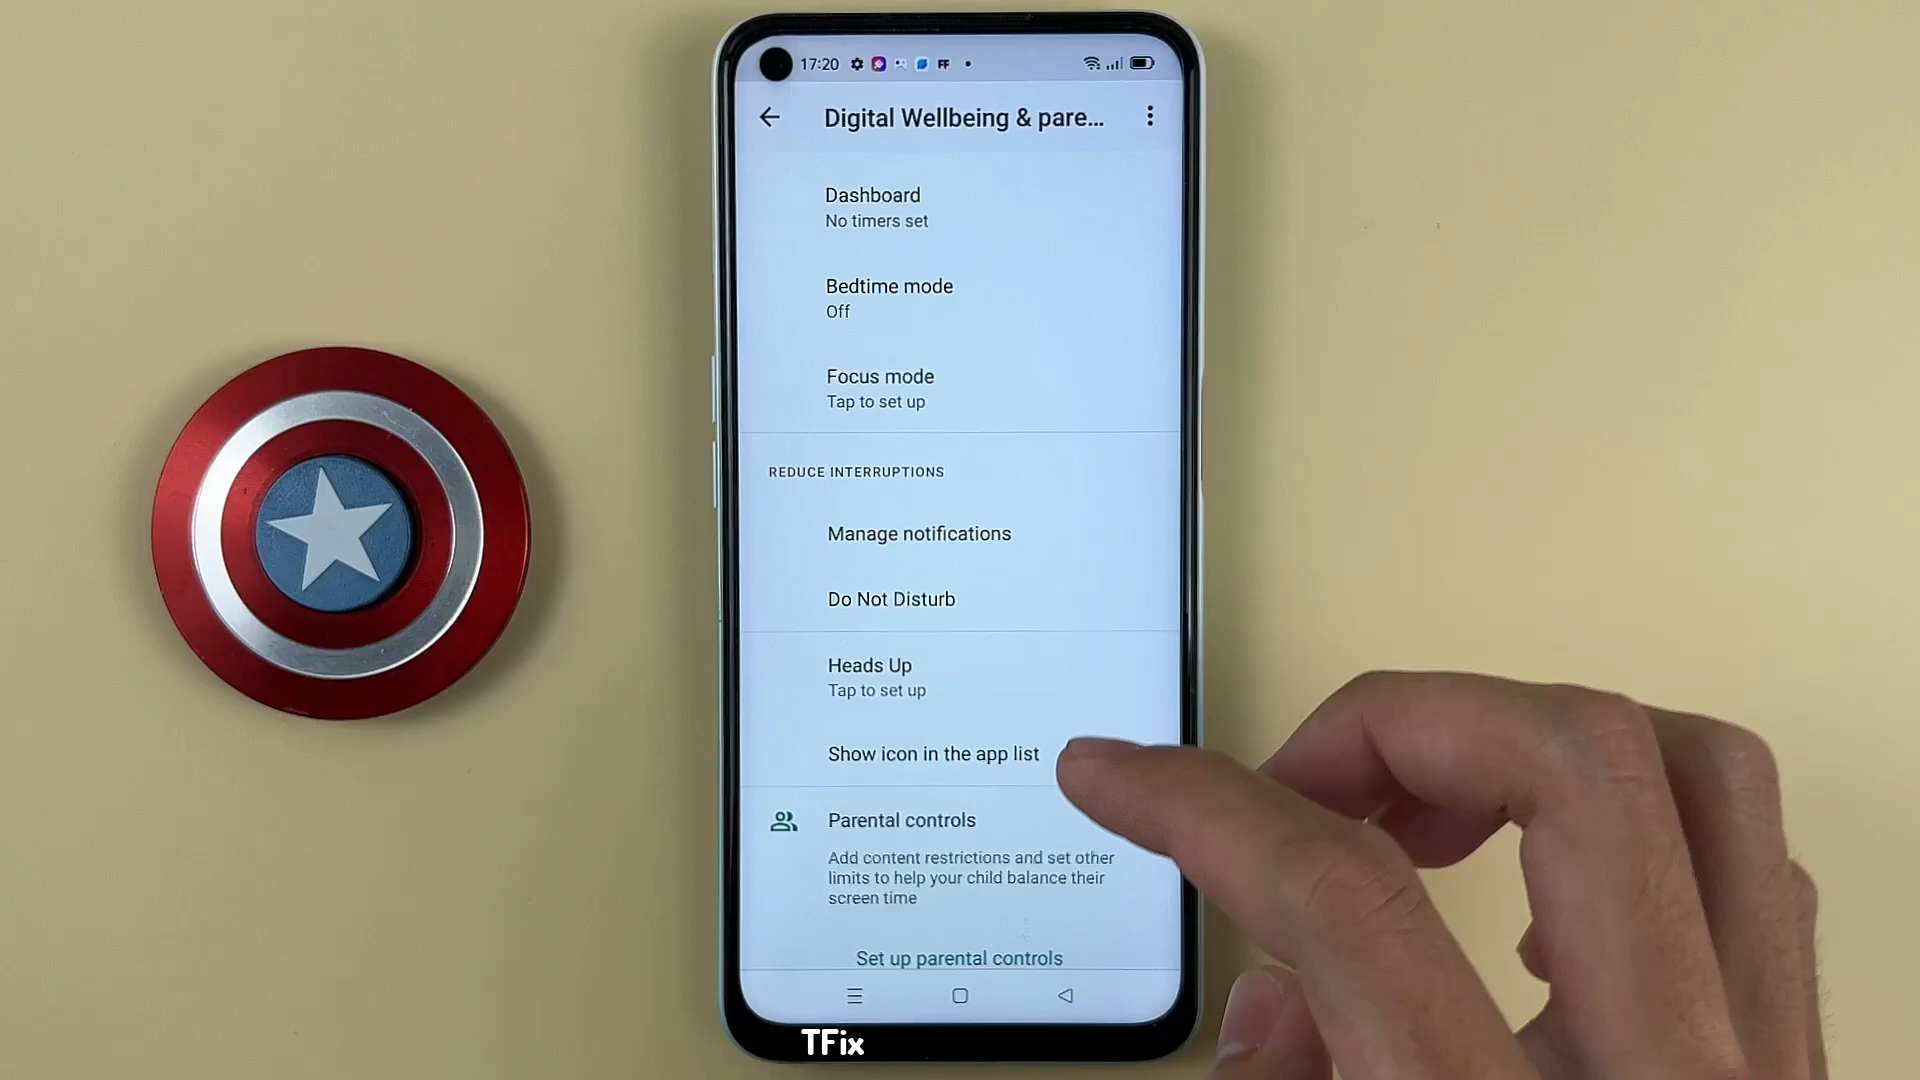 17:20 FF
Digital Wellbeing & pare...
Dashboard
No timers set
Bedtime mode
Off
Focus mode
Tap to set up
REDUCE INTERRUPTIONS
Manage notifications
Do Not Disturb
Heads Up
Tap to set up
Show icon in the app list
Parental controls
Add content restrictions and set other
limits to help your child balance their
screen time
Set up parental controls
TFix